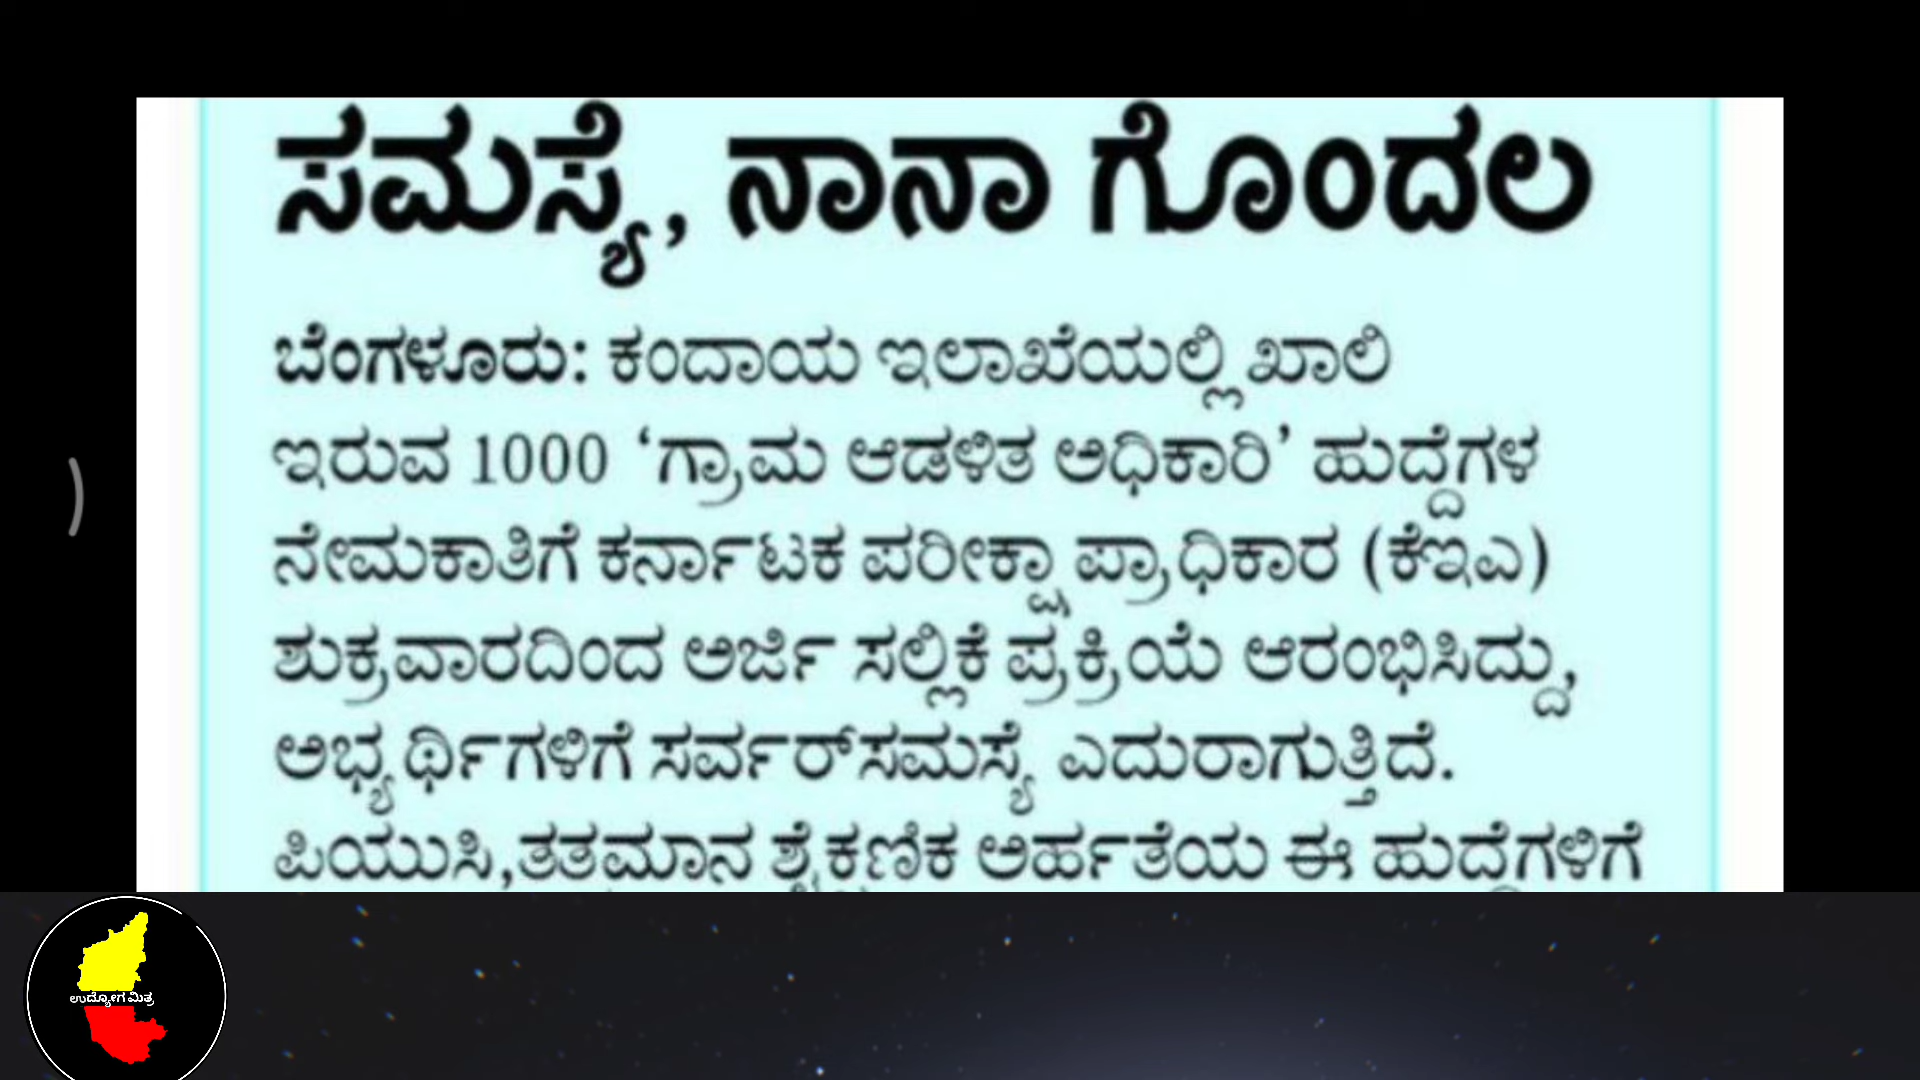 ಸಮಸ್ಯೆ, ನಾನಾ ಗೊಂದಲ
ಬೆಂಗಳೂರು: ಕಂದಾಯ ಇಲಾಖೆಯಲ್ಲಿ ಖಾಲಿ
ಇರುವ 1000 ‘ಗ್ರಾಮ ಆಡಳಿತ ಅಧಿಕಾರಿ’ ಹುದ್ದೆಗಳ
ನೇಮಕಾತಿಗೆ ಕರ್ನಾಟಕ ಪರೀಕ್ಷಾ ಪ್ರಾಧಿಕಾರ (ಕೆಇಎ)
ಶುಕ್ರವಾರದಿಂದ ಅರ್ಜಿ ಸಲ್ಲಿಕೆ ಪ್ರಕ್ರಿಯೆ ಆರಂಭಿಸಿದ್ದು,
ಅಭ್ಯರ್ಥಿಗಳಿಗೆ ಸರ್ವರ್‌ಸಮಸ್ಯೆ ಎದುರಾಗುತ್ತಿದೆ.
ಪಿಯುಸಿ,ತತ್ಸಮಾನ ಶೈಕ್ಷಣಿಕ ಅರ್ಹತೆಯ ಈ ಹುದ್ದೆಗಳಿಗೆ
ಉದ್ಯೋಗ ಮಿತ್ರ